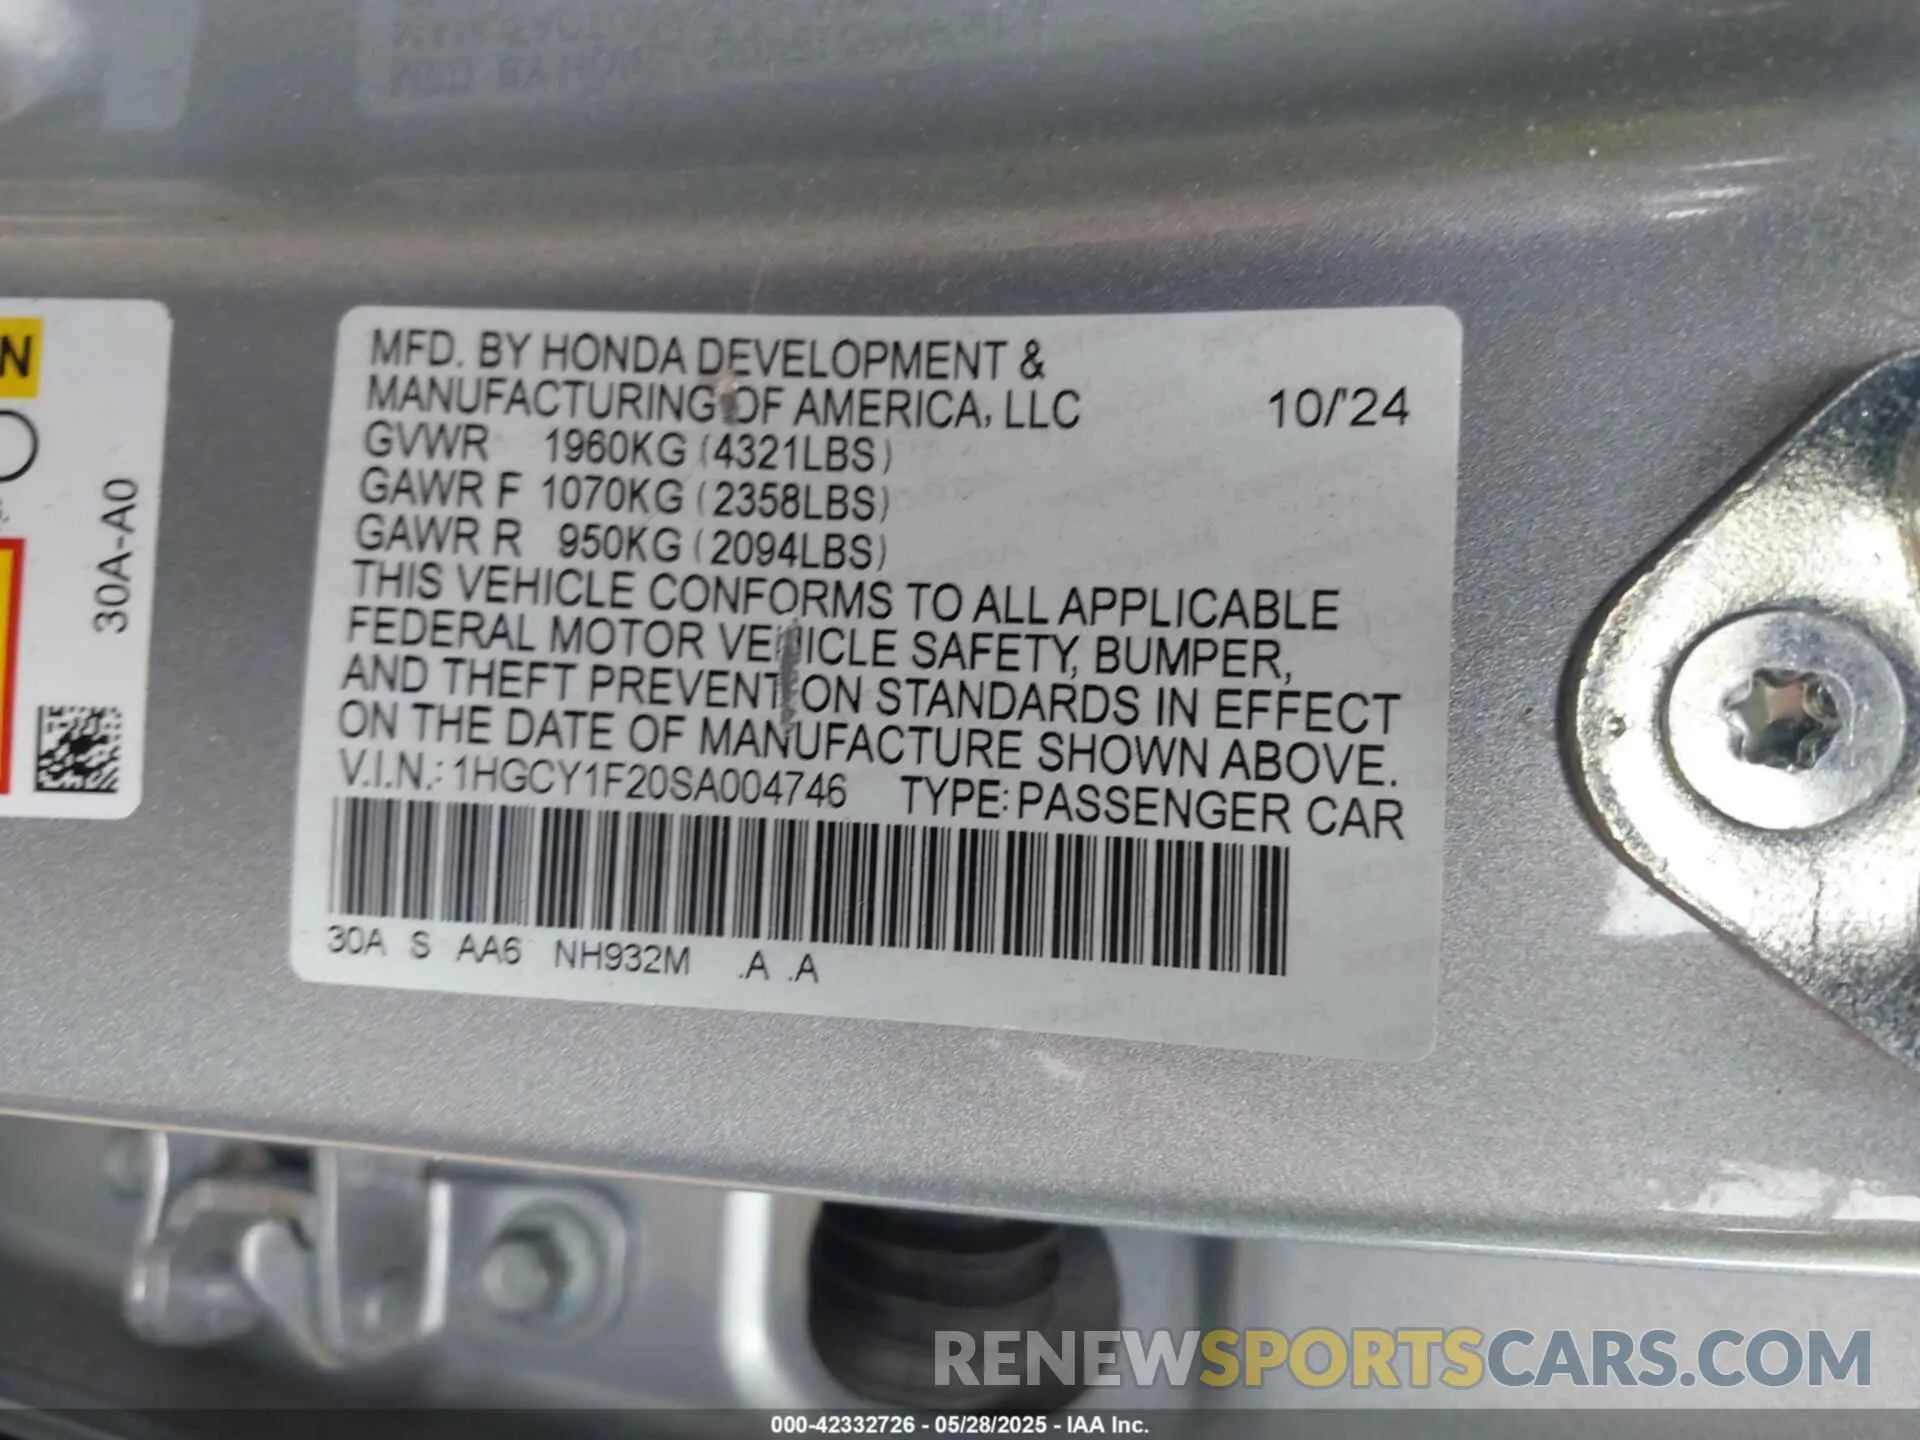 MFD. BY HONDA DEVELOPMENT &
MANUFACTURING OF AMERICA, LLC 10/'24
GVWR 1960KG (4321LBS)
GAWR F 1070KG (2358LBS)
GAWR R 950KG (2094LBS)
THIS VEHICLE CONFORMS TO ALL APPLICABLE
FEDERAL MOTOR VEHICLE SAFETY, BUMPER,
AND THEFT PREVENTION STANDARDS IN EFFECT
ON THE DATE OF MANUFACTURE SHOWN ABOVE.
V.I.N.: 1HGCY1F20SA004746 TYPE: PASSENGER CAR
30A S AA6 NH932M .A .A
30A-A0
RENEWSPORTSCARS.COM
000-42332726 - 05/28/2025 - IAA Inc.